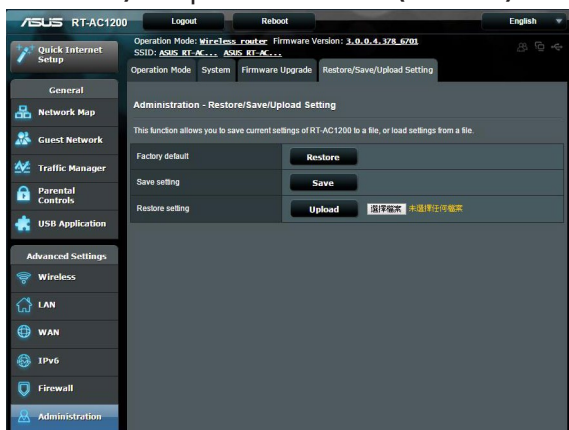 ASUS RT-AC1200
Logout
Reboot
English
Operation Mode: Wireless router Firmware Version: 3.0.0.4.378_6701
SSID: ASUS RT-AC... ASUS RT-AC...
Quick Internet
Setup
Operation Mode System Firmware Upgrade Restore/Save/Upload Setting
General
Network Map
Guest Network
Traffic Manager
Parental
Controls
USB Application
Advanced Settings
Wireless
LAN
WAN
IPv6
Firewall
Administration
Administration - Restore/Save/Upload Setting
This function allows you to save current settings of RT-AC1200 to a file, or load settings from a file.
Factory default Restore
Save setting Save
Restore setting Upload 選擇檔案 未選擇任何檔案